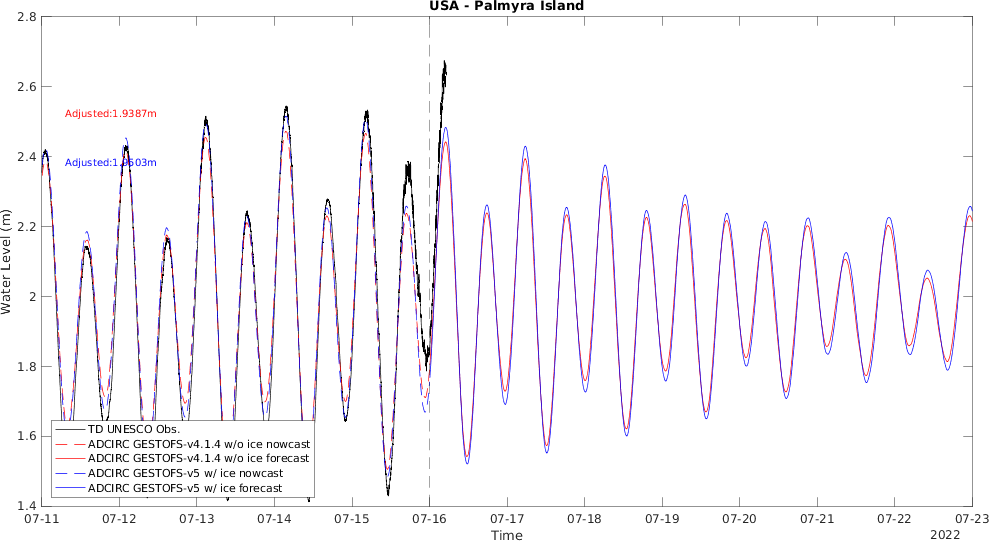 USA - Palmyra Island
2.8
2.6
2.4
2.2
2
1.8
1.6
1.4
Water Level (m)
Adjusted:1.9387m
TD UNESCO Obs.
ADCIRC GESTOFS-v4.1.4 w/o ice nowcast
ADCIRC GESTOFS-v4.1.4 w/o ice forecast
ADCIRC GESTOFS-v5 w/ ice nowcast
ADCIRC GESTOFS-v5 w/ ice forecast
07-11 07-12 07-13 07-14 07-15 07-16 07-17 07-18 07-19 07-20 07-21 07-22 07-23
Time
2022